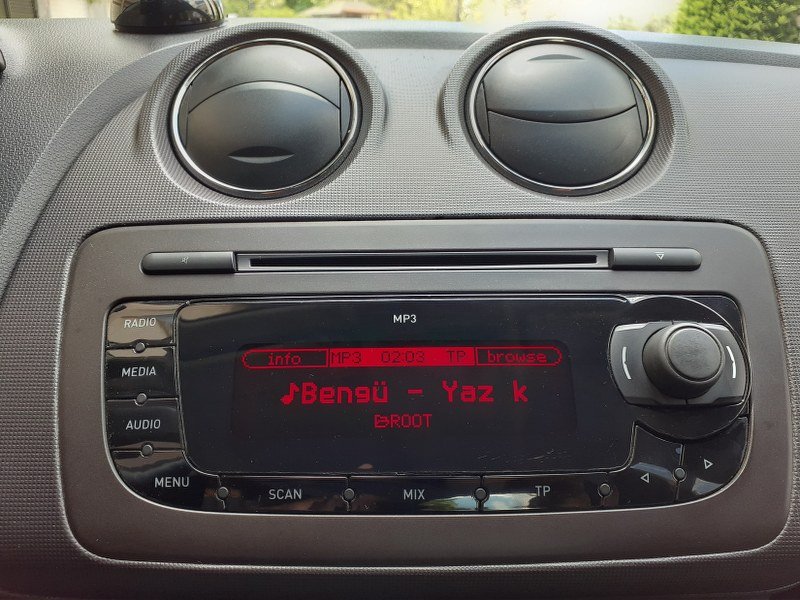 MP3
RADIO
info MP3 02:03 TP browse
MEDIA
♪Bengü - Yaz k
ROOT
AUDIO
MENU SCAN MIX TP